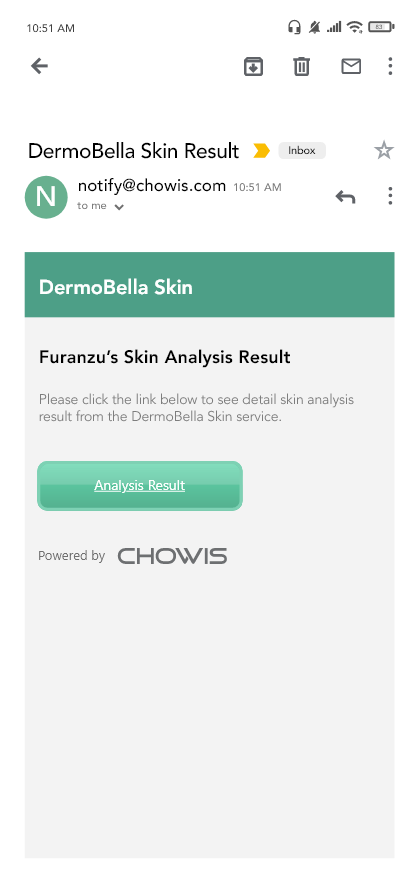 10:51 AM
83
DermoBella Skin Result
Inbox
N
notify@chowis.com 10:51 AM
to me
DermoBella Skin
Furanzu’s Skin Analysis Result
Please click the link below to see detail skin analysis
result from the DermoBella Skin service.
Analysis Result
Powered by CHOWIS